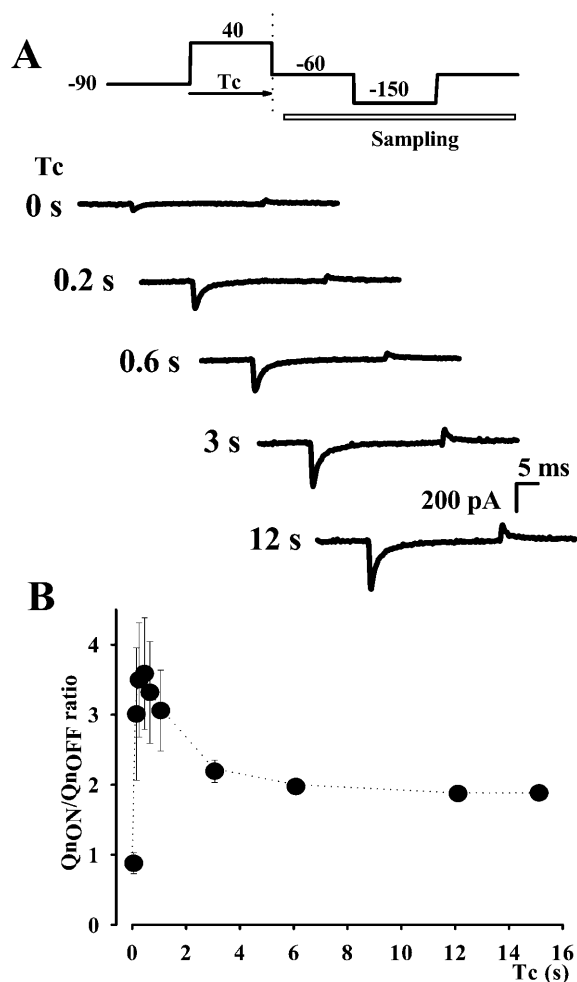 A
40
-90
-60
Tc
-150
Sampling
Tc
0 s
0.2 s
0.6 s
3 s
5 ms
200 pA
12 s
B
4
3
2
1
0
QnON/QnOFF ratio
0 2 4 6 8 10 12 14 16
Tc (s)